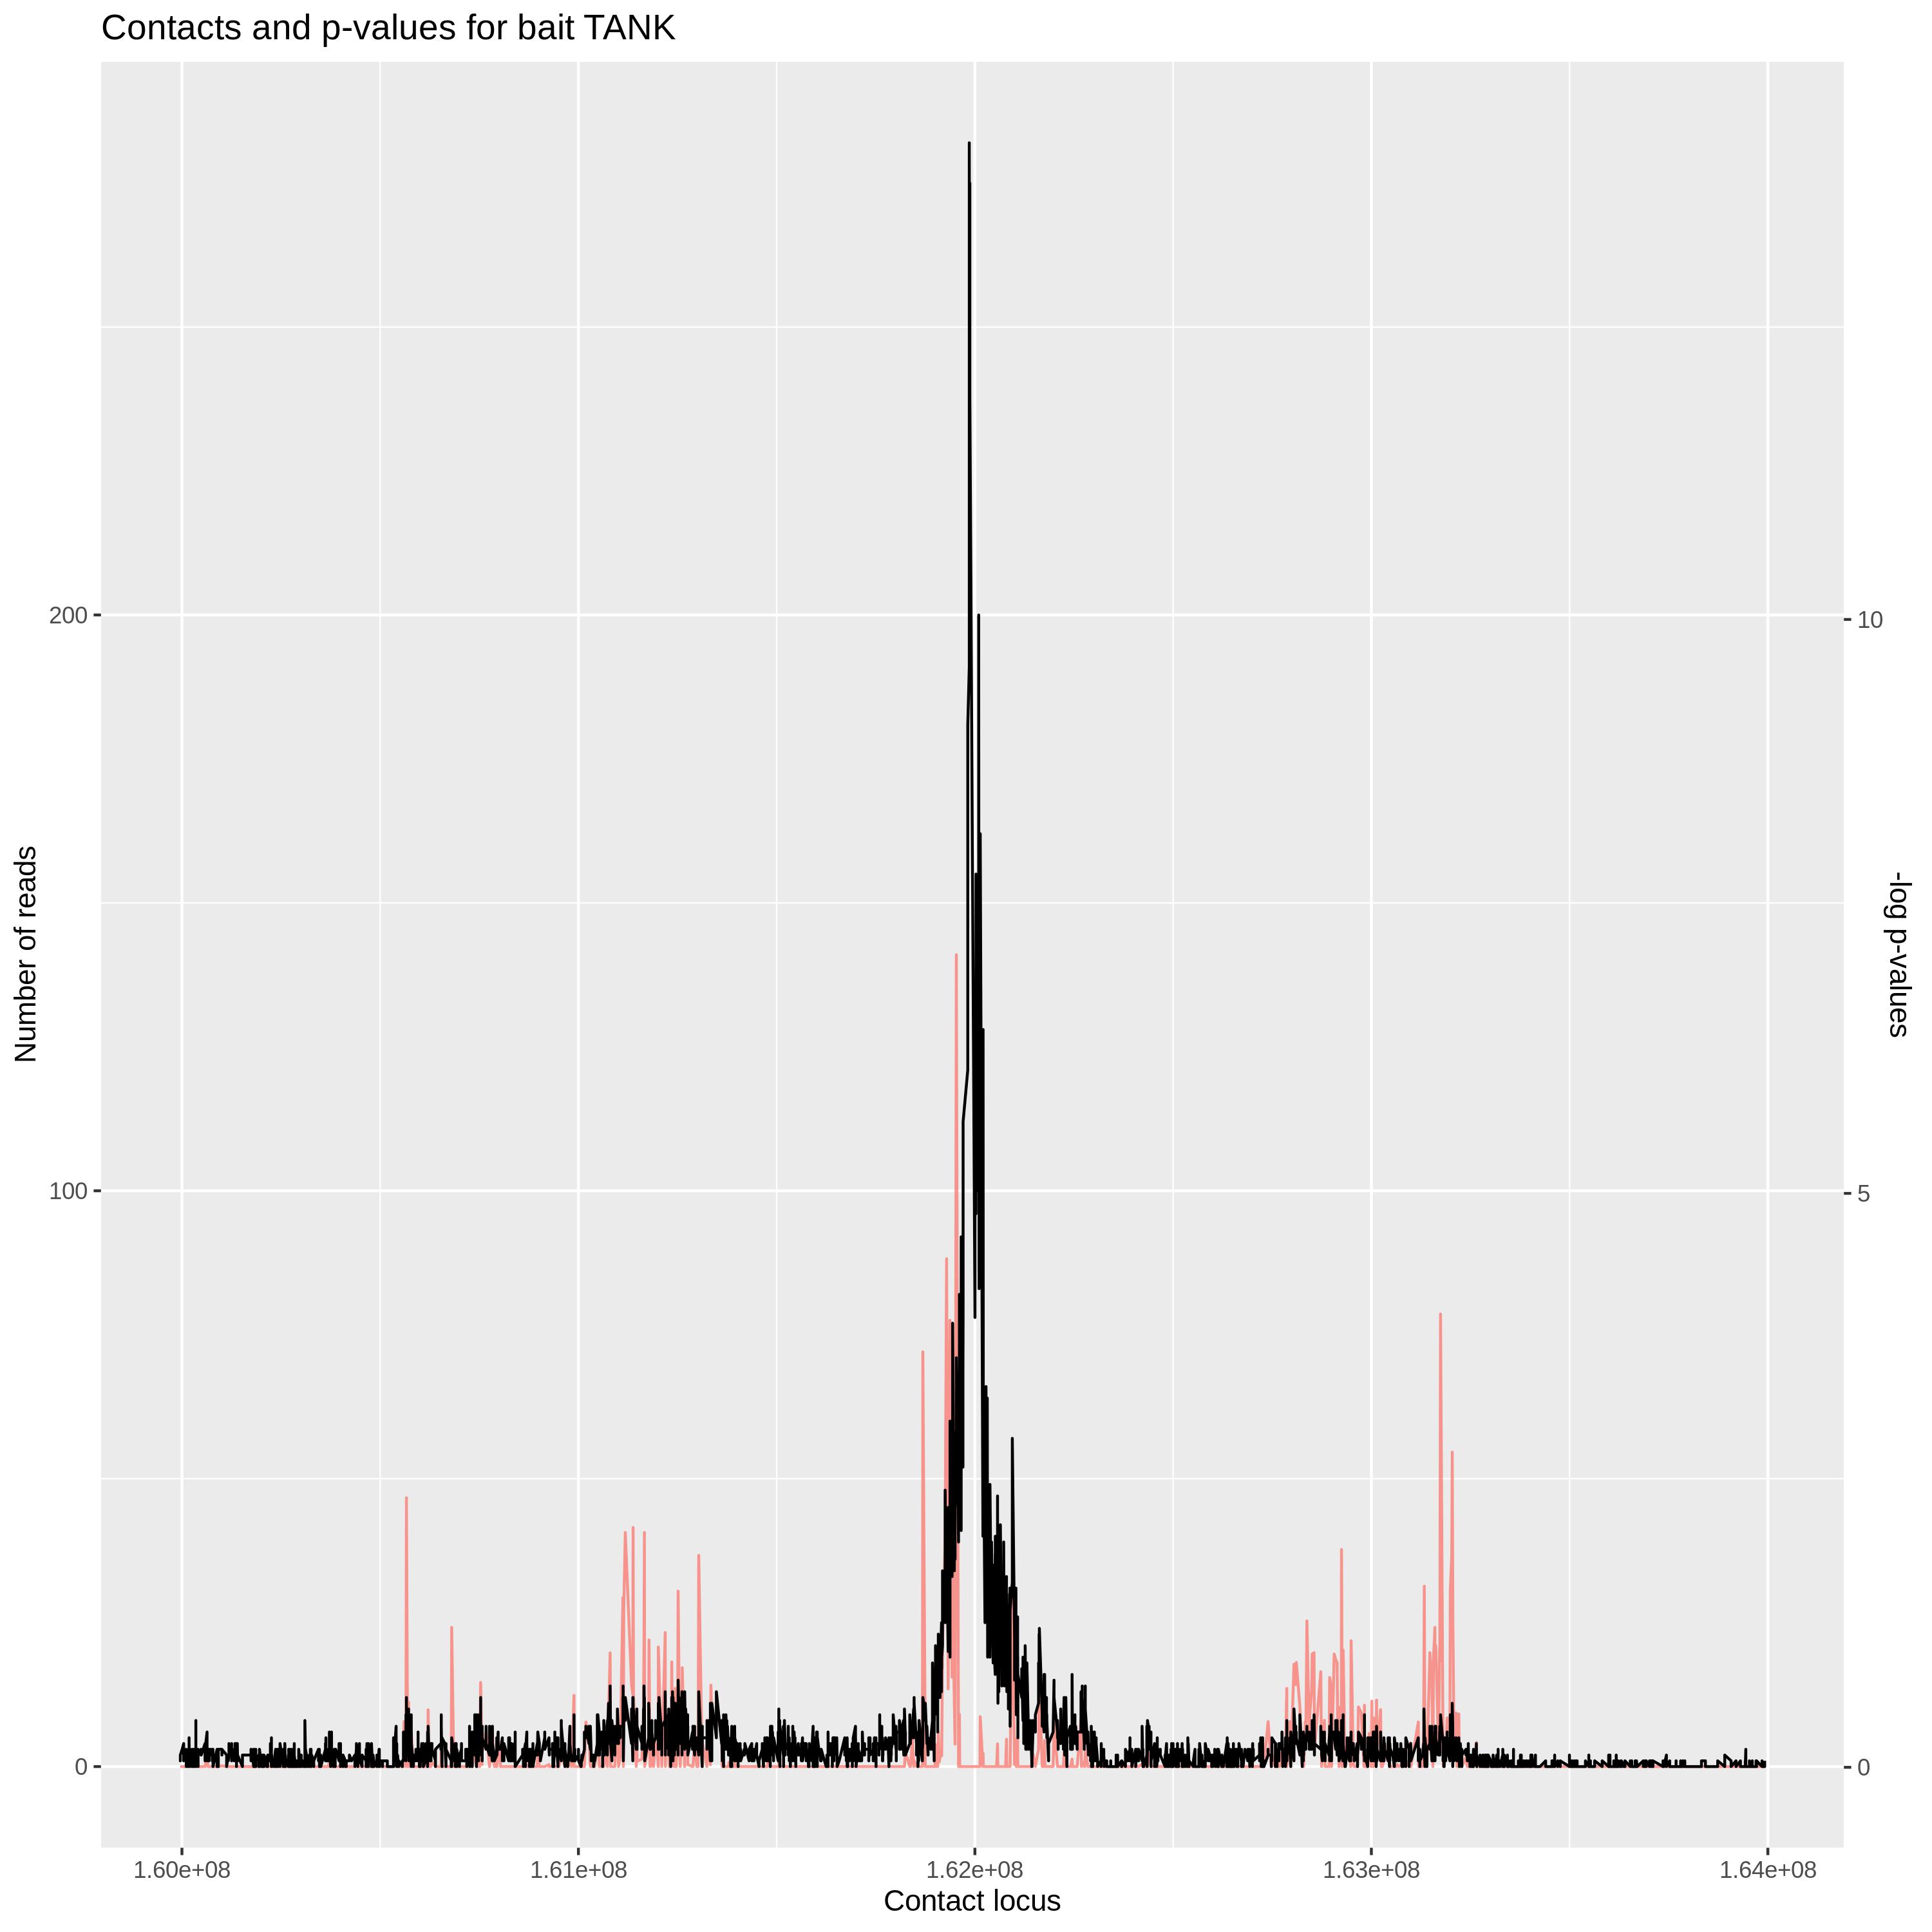 Contacts and p-values for bait TANK
Number of reads
200
100
0
10
5
0
-log p-values
1.60e+08
1.61e+08
1.62e+08
1.63e+08
1.64e+08
Contact locus